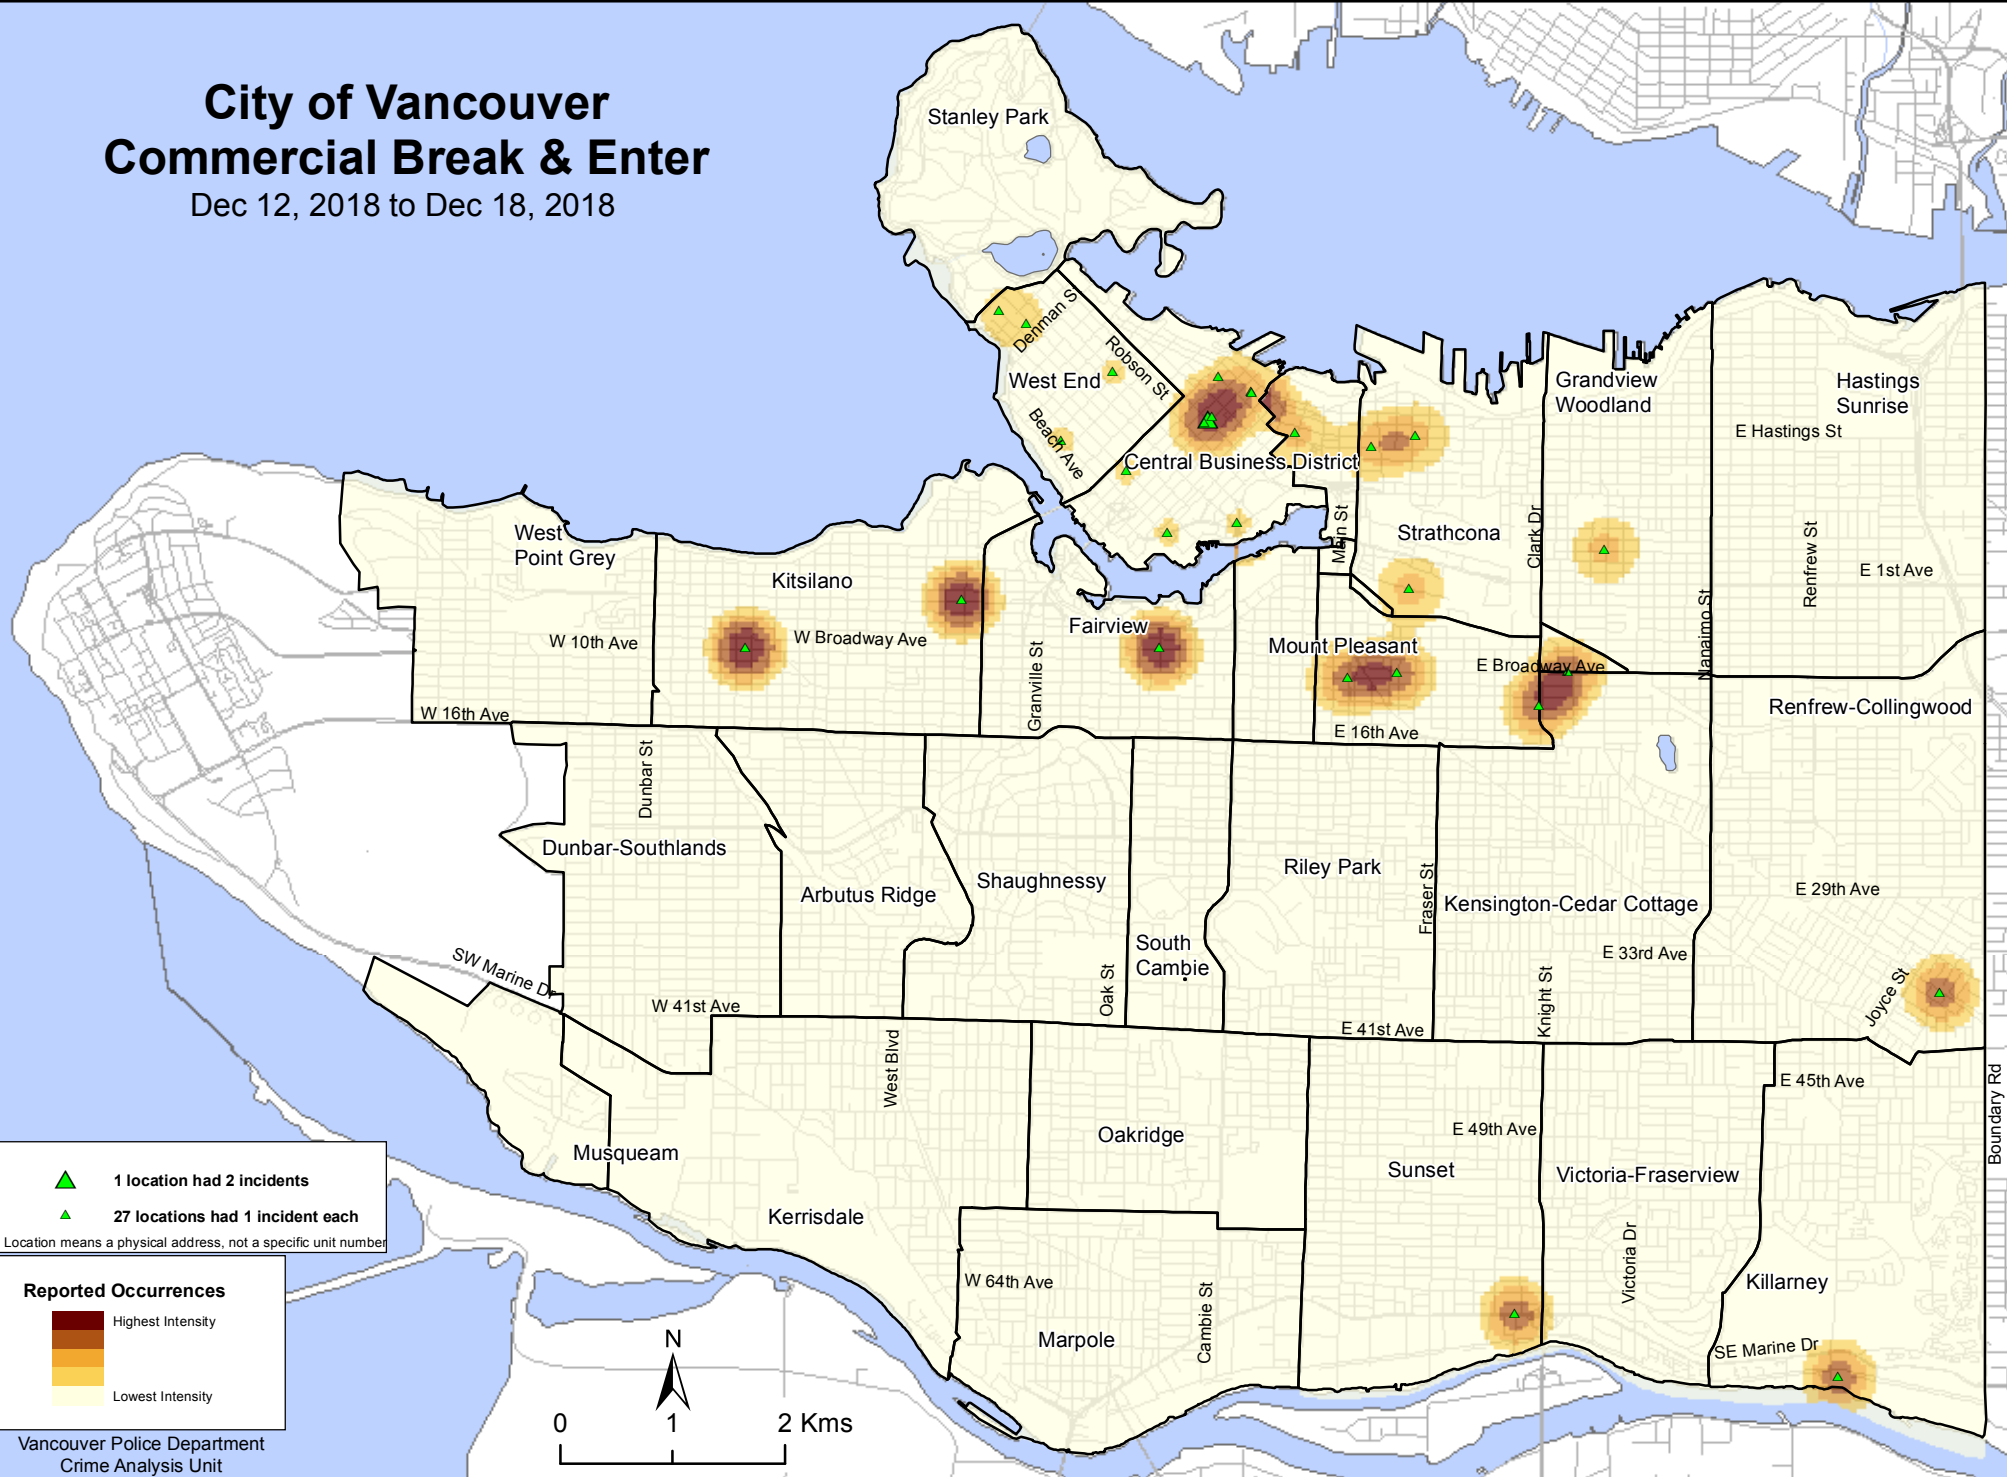 City of Vancouver
Commercial Break & Enter
Dec 12, 2018 to Dec 18, 2018
Stanley Park
Denman S
Robson St
West End
Beach Ave
Central Business District
Grandview
Woodland
Hastings
Sunrise
E Hastings St
Main St
Strathcona
Clark Dr
Renfrew St
E 1st Ave
Nanaimo St
West
Point Grey
Kitsilano
W 10th Ave
W Broadway Ave
Fairview
Granville St
Mount Pleasant
E Broadway Ave
W 16th Ave
E 16th Ave
Renfrew-Collingwood
Dunbar St
Dunbar-Southlands
Arbutus Ridge
Shaughnessy
Riley Park
Fraser St
Kensington-Cedar Cottage
E 29th Ave
South
Cambie
E 33rd Ave
SW Marine Dr
W 41st Ave
Oak St
E 41st Ave
Knight St
Joyce St
West Blvd
E 45th Ave
Boundary Rd
Oakridge
E 49th Ave
Musqueam
Sunset
Victoria-Fraserview
Kerrisdale
Victoria Dr
W 64th Ave
Cambie St
Killarney
Marpole
SE Marine Dr
1 location had 2 incidents
27 locations had 1 incident each
Location means a physical address, not a specific unit number
Reported Occurrences
Highest Intensity
Lowest Intensity
N
0 1 2 Kms
Vancouver Police Department
Crime Analysis Unit